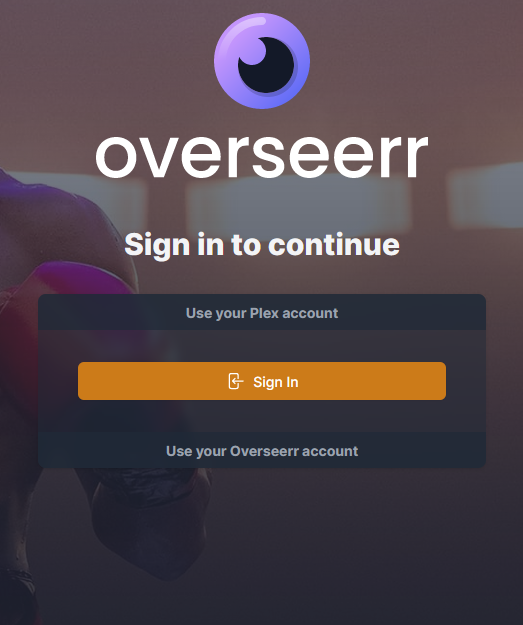 overseerr
Sign in to continue
Use your Plex account
Sign In
Use your Overseerr account